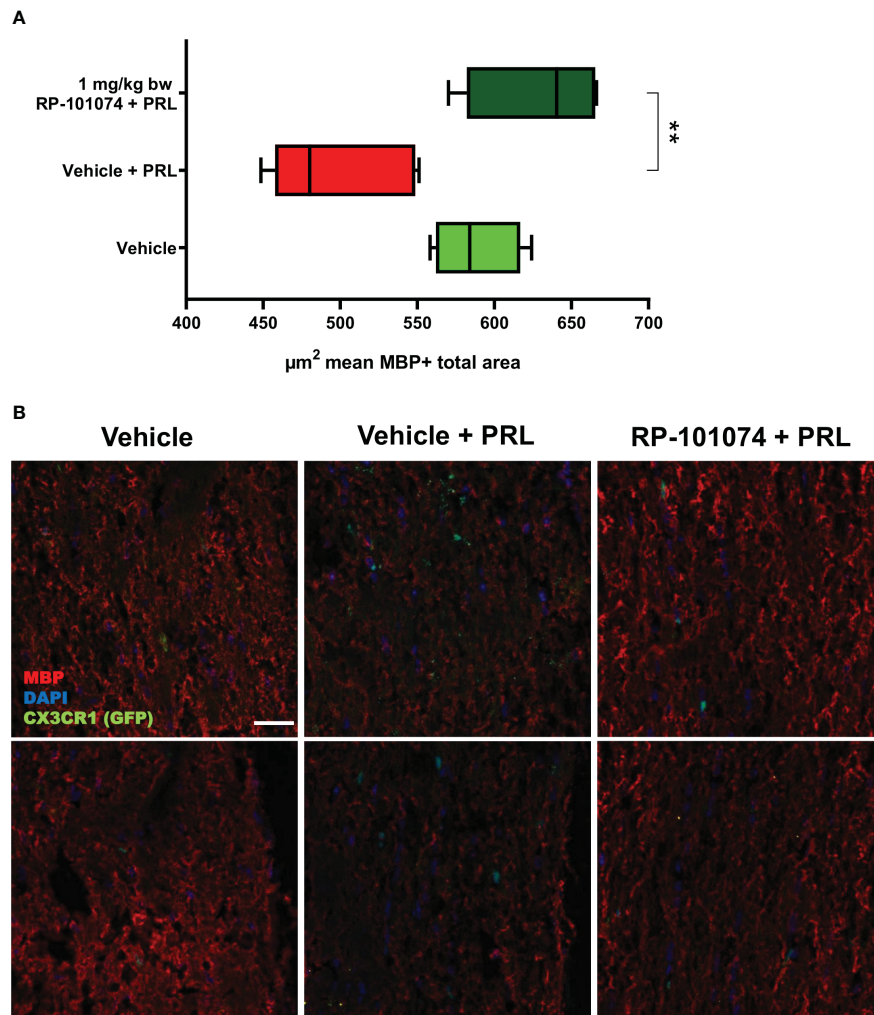 A
1 mg/kg bw
RP-101074 + PRL
**
Vehicle + PRL
Vehicle
400 450 500 550 600 650 700
µm² mean MBP+ total area
B
Vehicle Vehicle + PRL RP-101074 + PRL
MBP
DAPI
CX3CR1 (GFP)